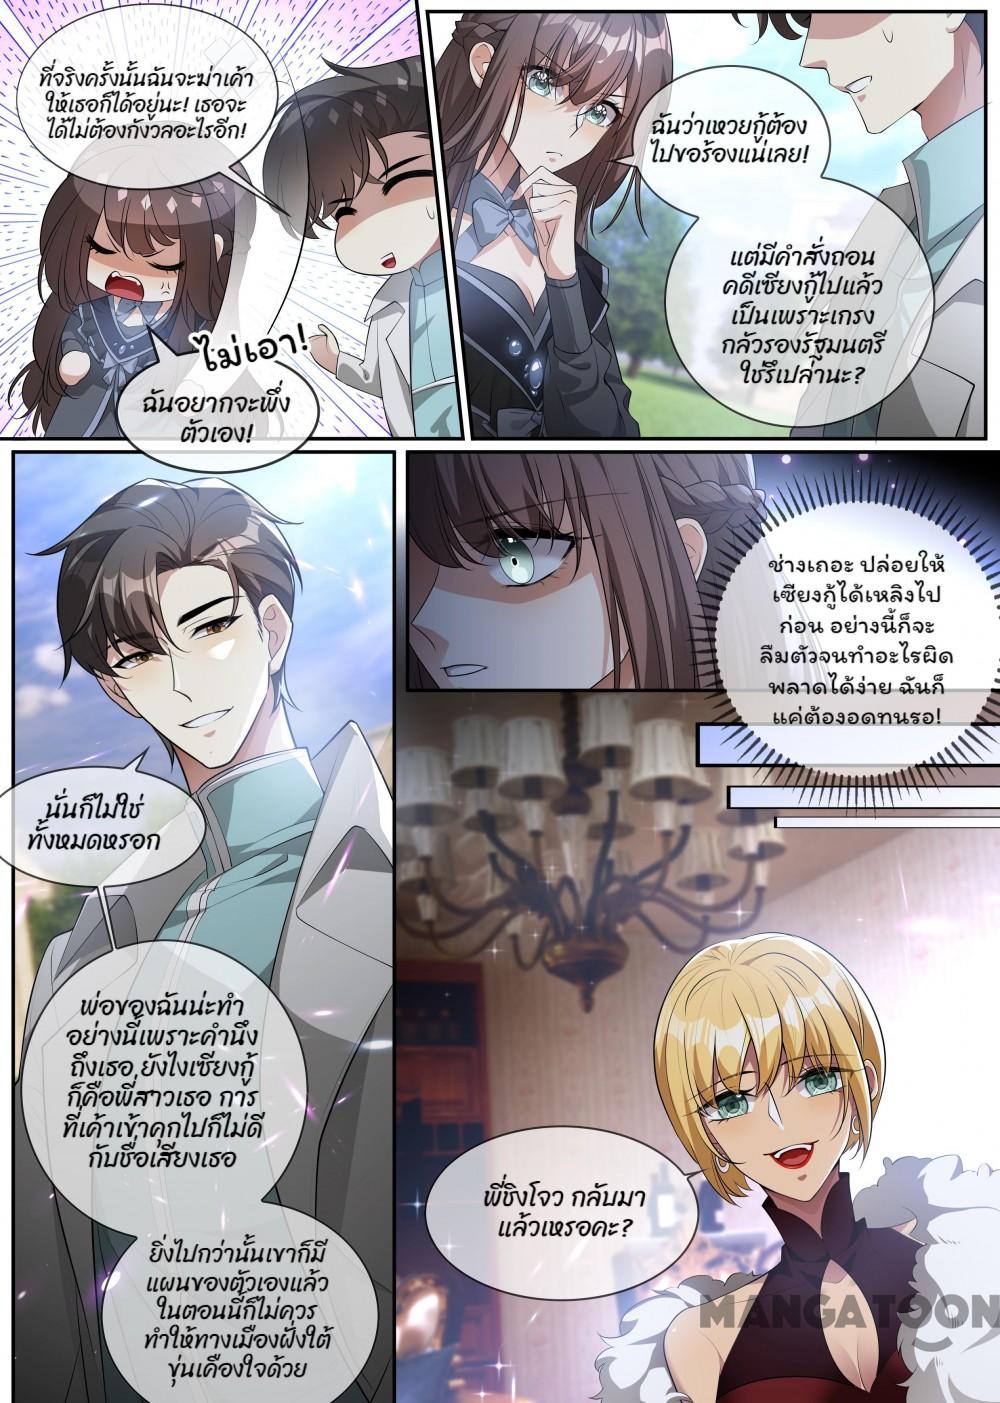 ที่จริงครั้งนั้นฉันจะฆ่าเค้า
ให้เธอก็ได้อยู่นะ! เธอจะ
ได้ไม่ต้องกังวลอะไรอีก!
ไม่เอา!
ฉันอยากจะพึ่ง
ตัวเอง!
ฉันว่าเหวยกู้ต้อง
ไปขอร้องแน่เลย!
แต่มีคำสั่งถอน
คดีเซียงกู้ไปแล้ว
เป็นเพราะเกรง
กลัวรองรัฐมนตรี
ใช่รึเปล่านะ?
นั่นก็ไม่ใช่
ทั้งหมดหรอก
พ่อของฉันน่ะทำ
อย่างนี้เพราะคำนึง
ถึงเธอ ยังไงเซียงกู้
ก็คือพี่สาวเธอ การ
ที่เค้าเข้าคุกไปก็ไม่ดี
กับชื่อเสียงเธอ
ยิ่งไปกว่านั้นเขาก็มี
แผนของตัวเองแล้ว
ในตอนนี้ก็ไม่ควร
ทำให้ทางเมืองฝั่งใต้
ขุ่นเคืองใจด้วย
ช่างเถอะ ปล่อยให้
เซียงกู้ได้เหลิงไป
ก่อน อย่างนี้ก็จะ
ลืมตัวจนทำอะไรผิด
พลาดได้ง่าย ฉันก็
แค่ต้องอดทนรอ!
พี่ชิงโจว กลับมา
แล้วเหรอคะ?
MANGATOON